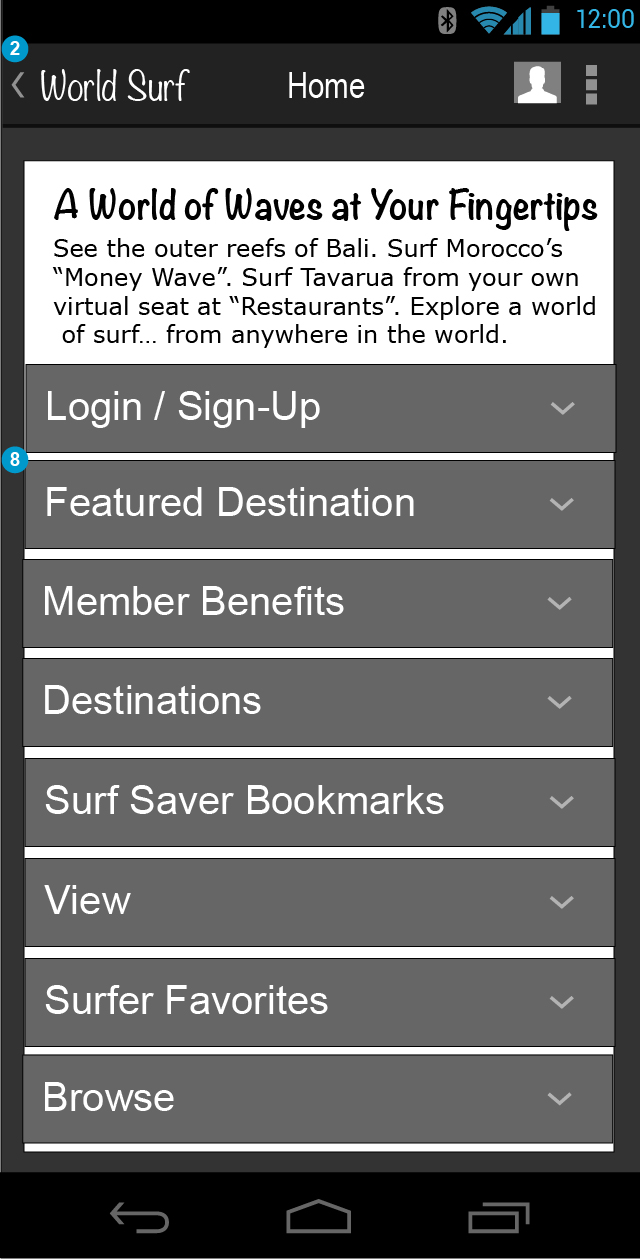 12:00
2
World Surf
Home
A World of Waves at Your Fingertips
See the outer reefs of Bali. Surf Morocco’s
“Money Wave”. Surf Tavarua from your own
virtual seat at “Restaurants”. Explore a world
of surf… from anywhere in the world.
Login / Sign-Up
8
Featured Destination
Member Benefits
Destinations
Surf Saver Bookmarks
View
Surfer Favorites
Browse